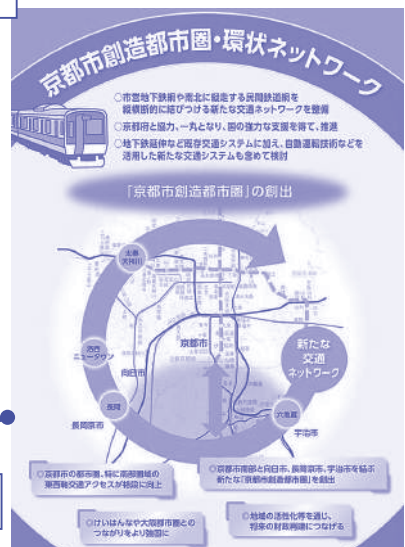 京都市創造都市圏・環状ネットワーク
○市営地下鉄網や南北に縦走する民間鉄道網を
縦横断的に結びつける新たな交通ネットワークを整備
○京都府と協力、一丸となり、国の強力な支援を得て、推進
○地下鉄延伸など既存交通システムに加え、自動運転技術などを
活用した新たな交通システムも含めて検討
「京都市創造都市圏」の創出
京都市
洛西
ニュータウン
向日市
新たな
交通
ネットワーク
長岡
長岡京市
六地蔵
宇治市
○京都市の都市圏、特に南部圏域の
東西軸交通アクセスが格段に向上
○京都市南部と向日市、長岡京市、宇治市を結ぶ
新たな「京都市創造都市圏」を創出
○けいはんなや大阪都市圏との
つながりをより強固に
○地域の活性化等を通じ、
将来の財政再建につなげる